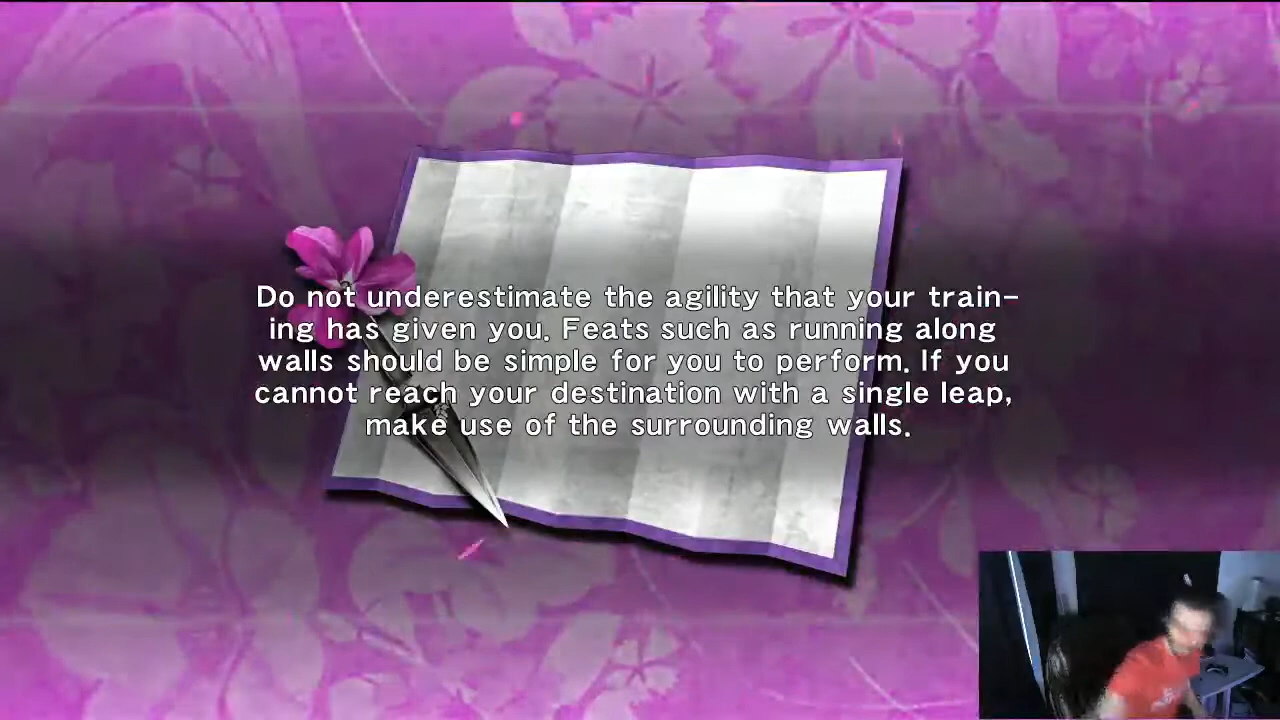 Do not underestimate the agility that your train-
ing has given you. Feats such as running along
walls should be simple for you to perform. If you
cannot reach your destination with a single leap,
make use of the surrounding walls.